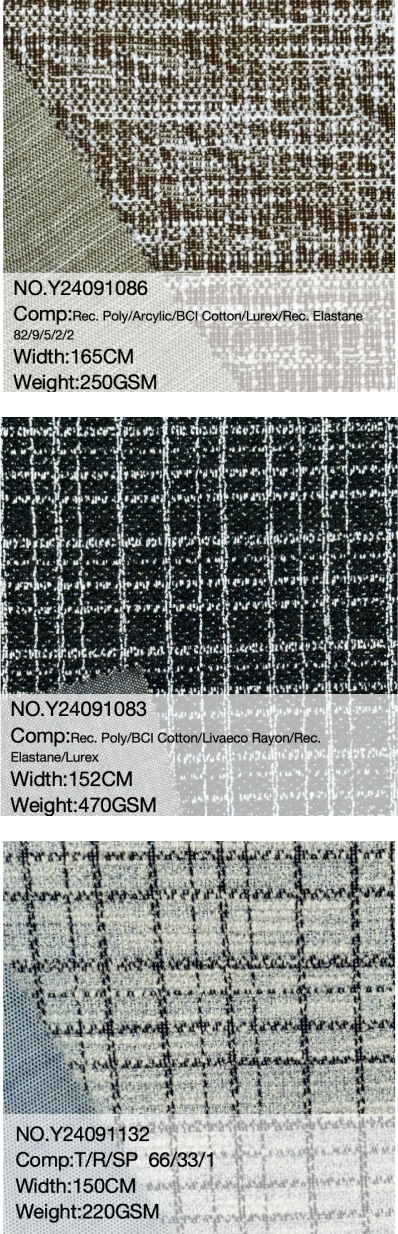 NO.Y24091086
Comp:Rec. Poly/Arcylic/BCI Cotton/Lurex/Rec. Elastane
82/9/5/2/2
Width:165CM
Weight:250GSM
NO.Y24091083
Comp:Rec. Poly/BCI Cotton/Livaeco Rayon/Rec.
Elastane/Lurex
Width:152CM
Weight:470GSM
NO.Y24091132
Comp:T/R/SP 66/33/1
Width:150CM
Weight:220GSM